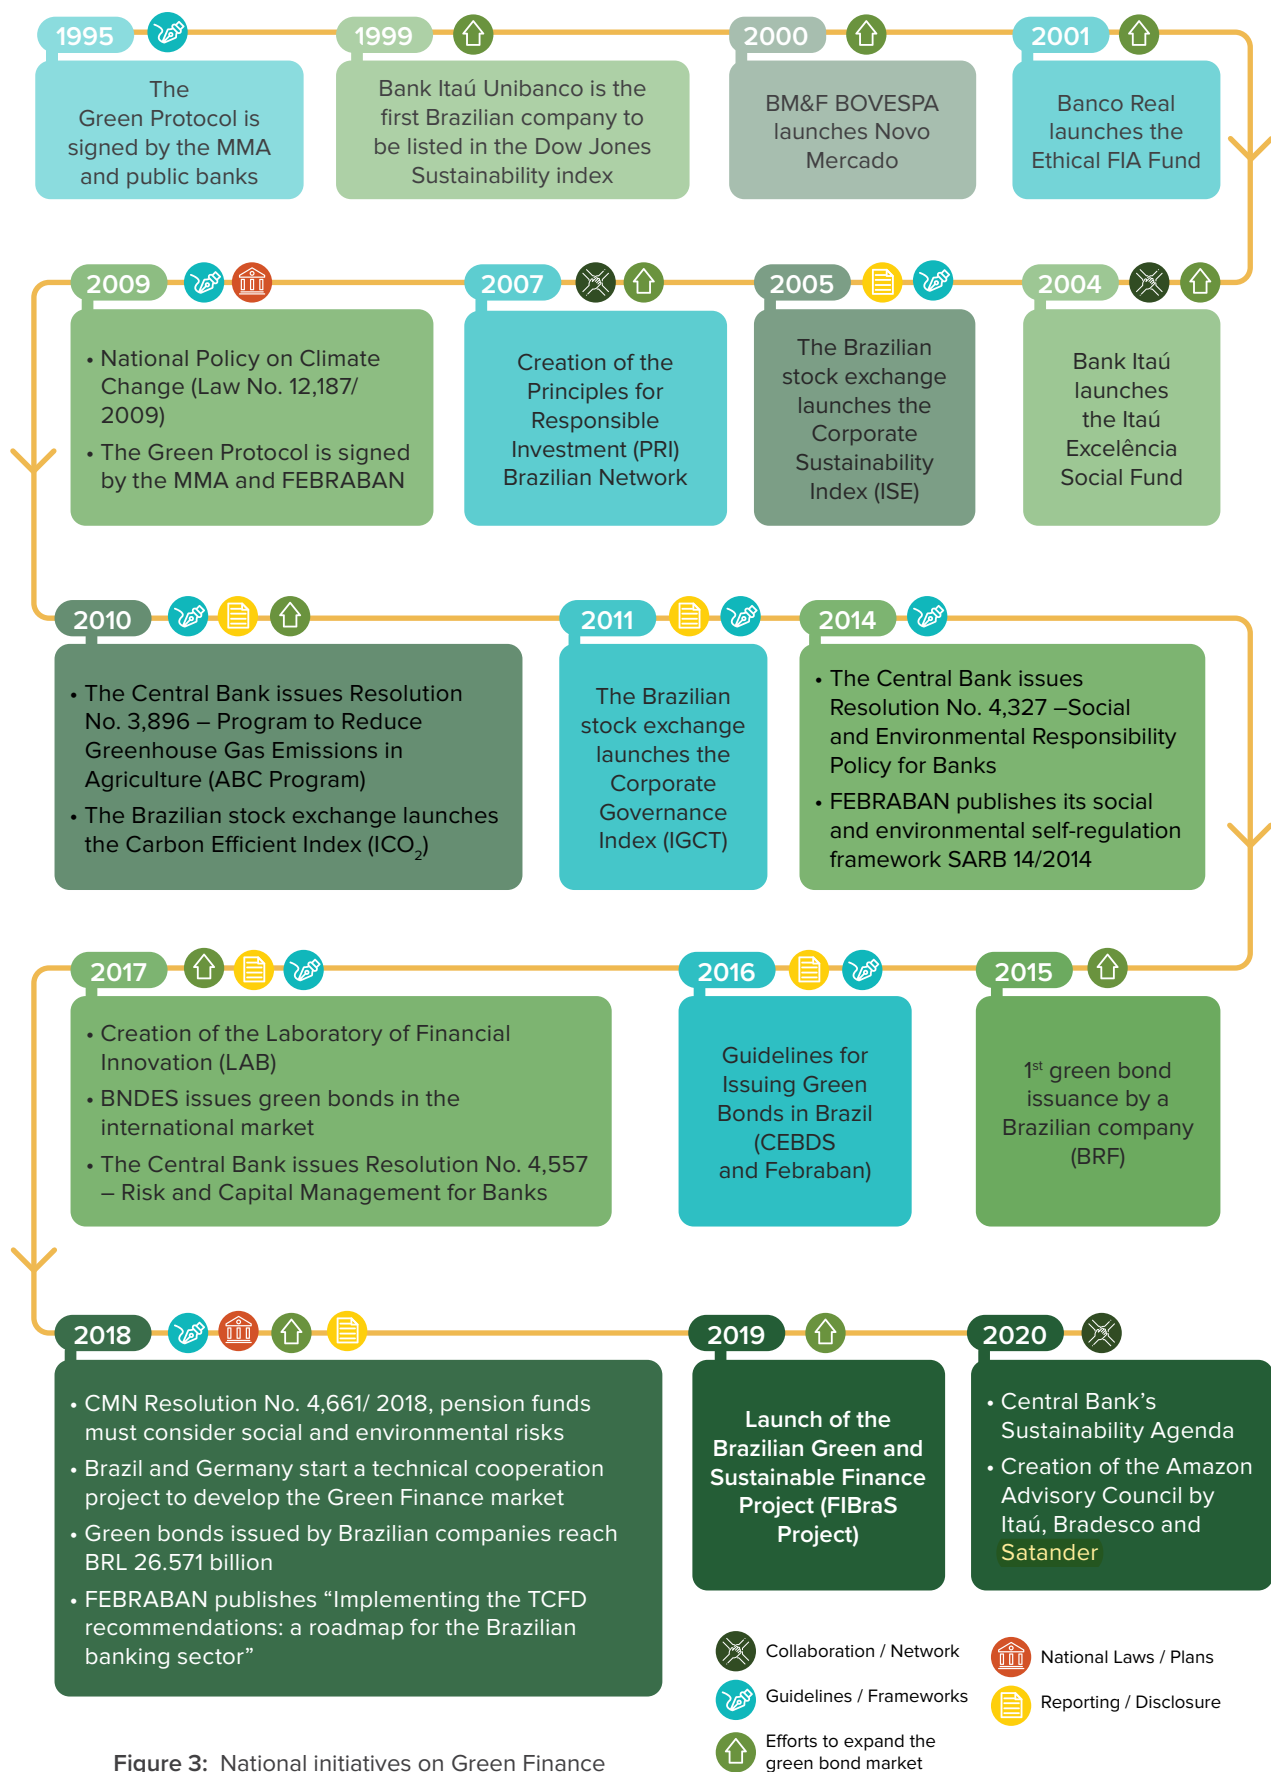 1995
The
Green Protocol is
signed by the MMA
and public banks
1999
Bank Itaú Unibanco is the
first Brazilian company to
be listed in the Dow Jones
Sustainability index
2000
BM&F BOVESPA
launches Novo
Mercado
2001
Banco Real
launches the
Ethical FIA Fund
2004
Bank Itaú
launches
the Itaú
Excelência
Social Fund
2005
The Brazilian
stock exchange
launches the
Corporate
Sustainability
Index (ISE)
2007
Creation of the
Principles for
Responsible
Investment (PRI)
Brazilian Network
2009
• National Policy on Climate
Change (Law No. 12,187/
2009)
• The Green Protocol is signed
by the MMA and FEBRABAN
2010
• The Central Bank issues Resolution
No. 3,896 – Program to Reduce
Greenhouse Gas Emissions in
Agriculture (ABC Program)
• The Brazilian stock exchange launches
the Carbon Efficient Index (ICO₂)
2011
The Brazilian
stock exchange
launches the
Corporate
Governance
Index (IGCT)
2014
• The Central Bank issues
Resolution No. 4,327 –Social
and Environmental Responsibility
Policy for Banks
• FEBRABAN publishes its social
and environmental self-regulation
framework SARB 14/2014
2015
1st green bond
issuance by a
Brazilian company
(BRF)
2016
Guidelines for
Issuing Green
Bonds in Brazil
(CEBDS
and Febraban)
2017
• Creation of the Laboratory of Financial
Innovation (LAB)
• BNDES issues green bonds in the
international market
• The Central Bank issues Resolution No. 4,557
– Risk and Capital Management for Banks
2018
• CMN Resolution No. 4,661/ 2018, pension funds
must consider social and environmental risks
• Brazil and Germany start a technical cooperation
project to develop the Green Finance market
• Green bonds issued by Brazilian companies reach
BRL 26.571 billion
• FEBRABAN publishes “Implementing the TCFD
recommendations: a roadmap for the Brazilian
banking sector”
2019
Launch of the
Brazilian Green and
Sustainable Finance
Project (FIBraS
Project)
2020
• Central Bank’s
Sustainability Agenda
• Creation of the Amazon
Advisory Council by
Itaú, Bradesco and
Satander
Collaboration / Network
Guidelines / Frameworks
Efforts to expand the
green bond market
National Laws / Plans
Reporting / Disclosure
Figure 3: National initiatives on Green Finance